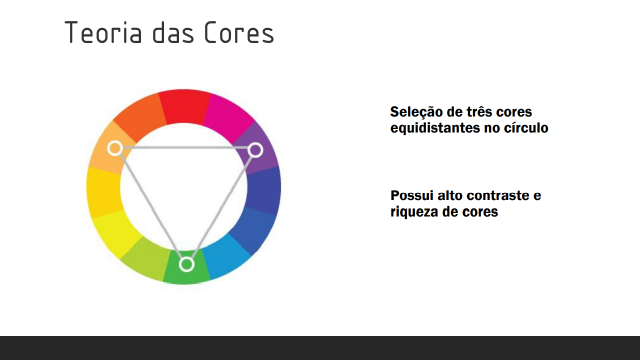 Teoria das Cores
Seleção de três cores
equidistantes no círculo
Possui alto contraste e
riqueza de cores